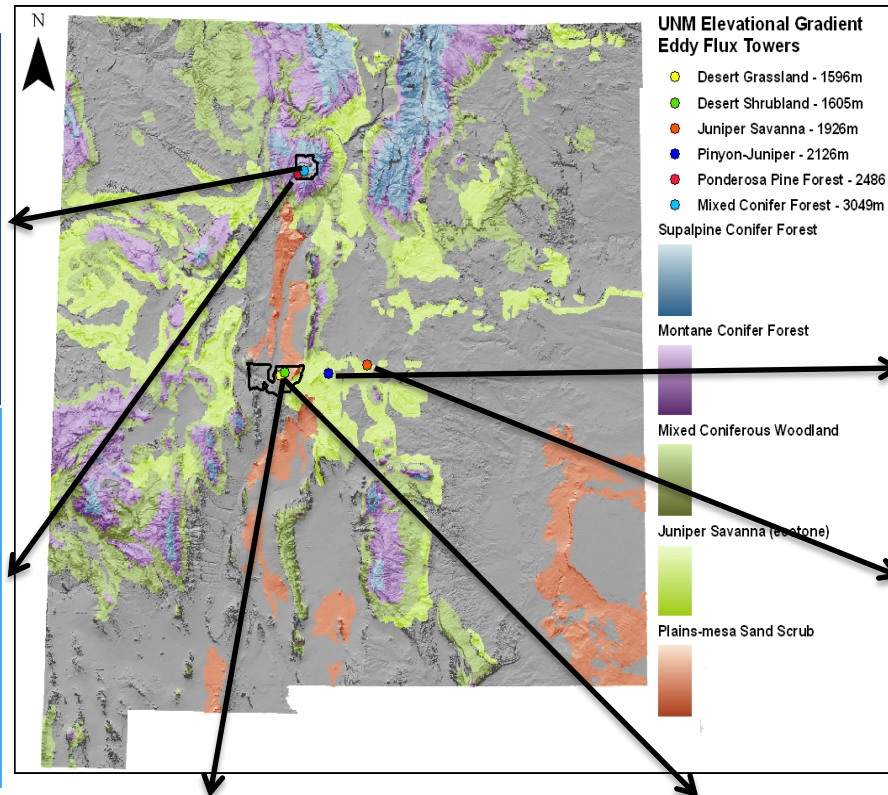 N
UNM Elevational Gradient
Eddy Flux Towers
Desert Grassland - 1596m
Desert Shrubland - 1605m
Juniper Savanna - 1926m
Pinyon-Juniper - 2126m
Ponderosa Pine Forest - 2486
Mixed Conifer Forest - 3049m
Supalpine Conifer Forest
Montane Conifer Forest
Mixed Coniferous Woodland
Juniper Savanna (ecotone)
Plains-mesa Sand Scrub